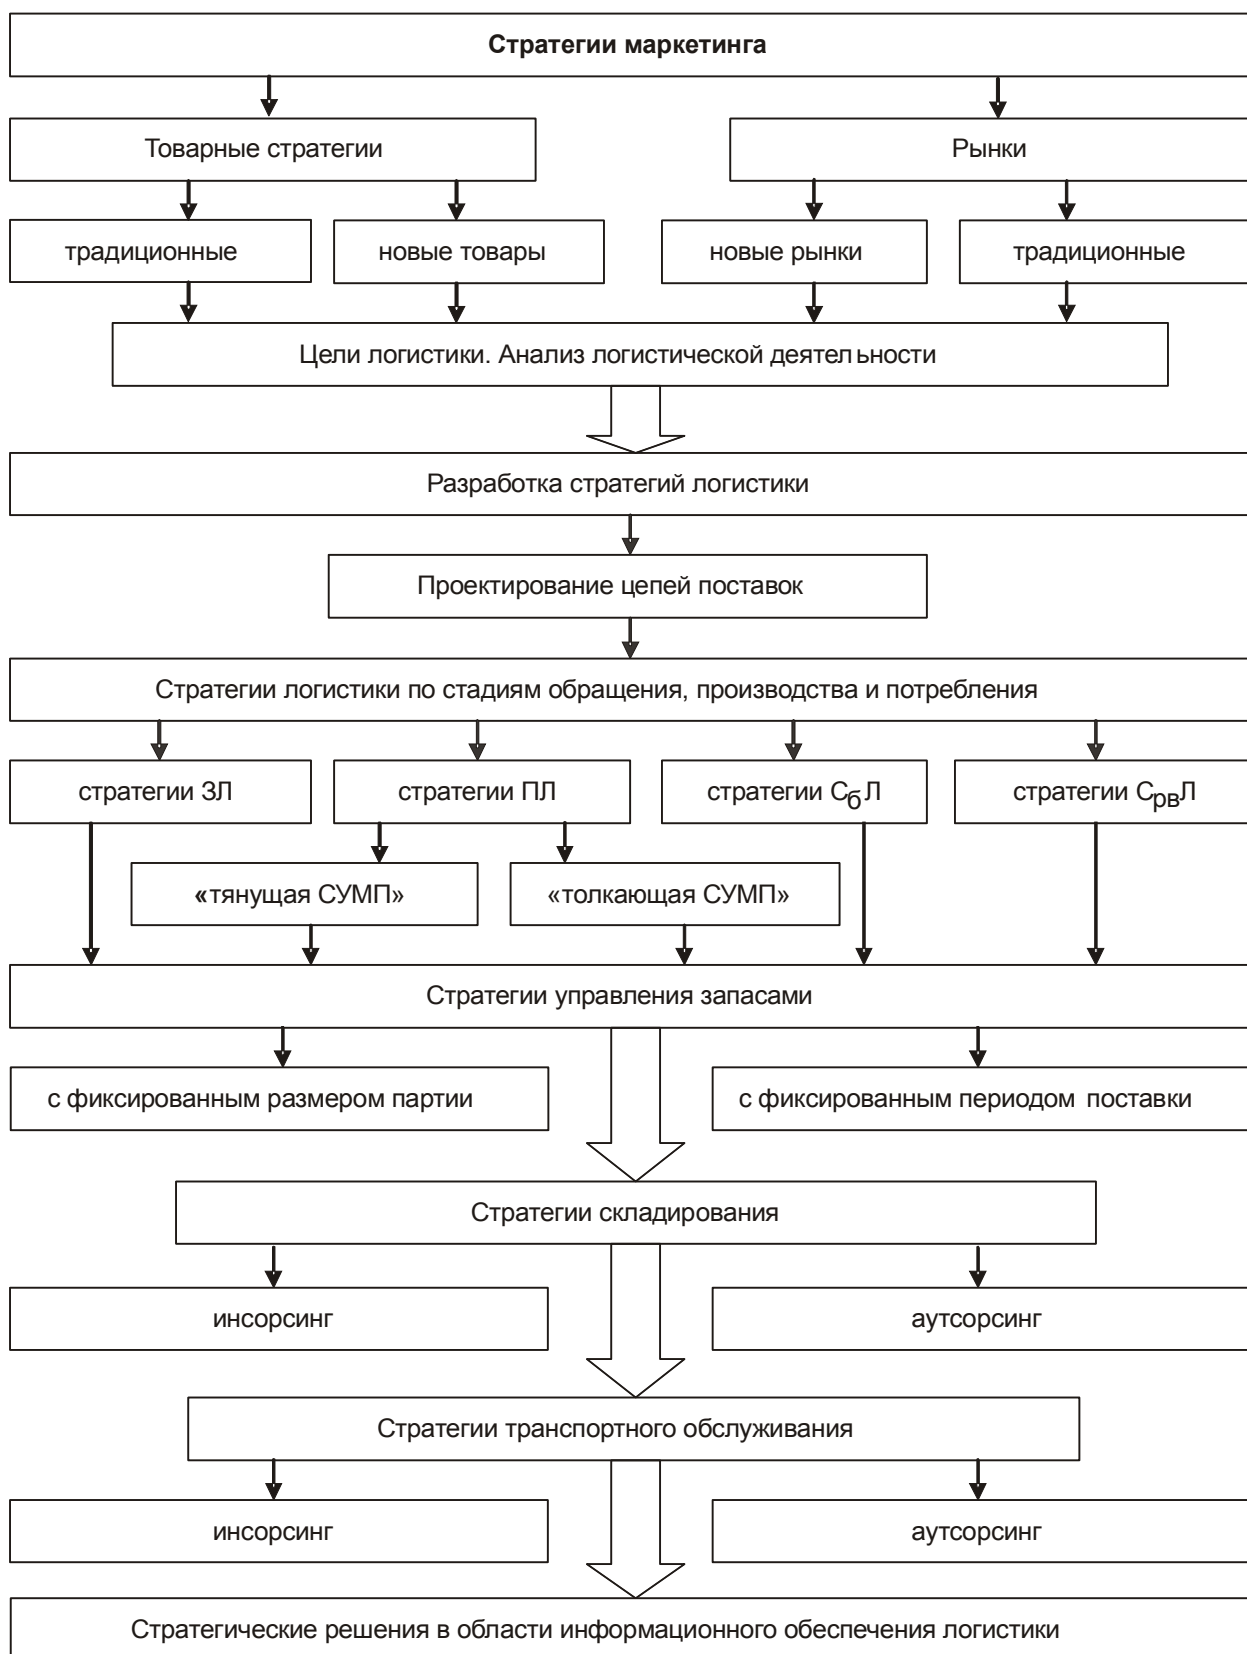 Стратегии маркетинга
Товарные стратегии
Рынки
традиционные
новые товары
новые рынки
традиционные
Цели логистики. Анализ логистической деятельности
Разработка стратегий логистики
Проектирование цепей поставок
Стратегии логистики по стадиям обращения, производства и потребления
стратегии ЗЛ
стратегии ПЛ
стратегии СбЛ
стратегии СрвЛ
«тянущая СУМП»
«толкающая СУМП»
Стратегии управления запасами
с фиксированным размером партии
с фиксированным периодом поставки
Стратегии складирования
инсорсинг
аутсорсинг
Стратегии транспортного обслуживания
инсорсинг
аутсорсинг
Стратегические решения в области информационного обеспечения логистики